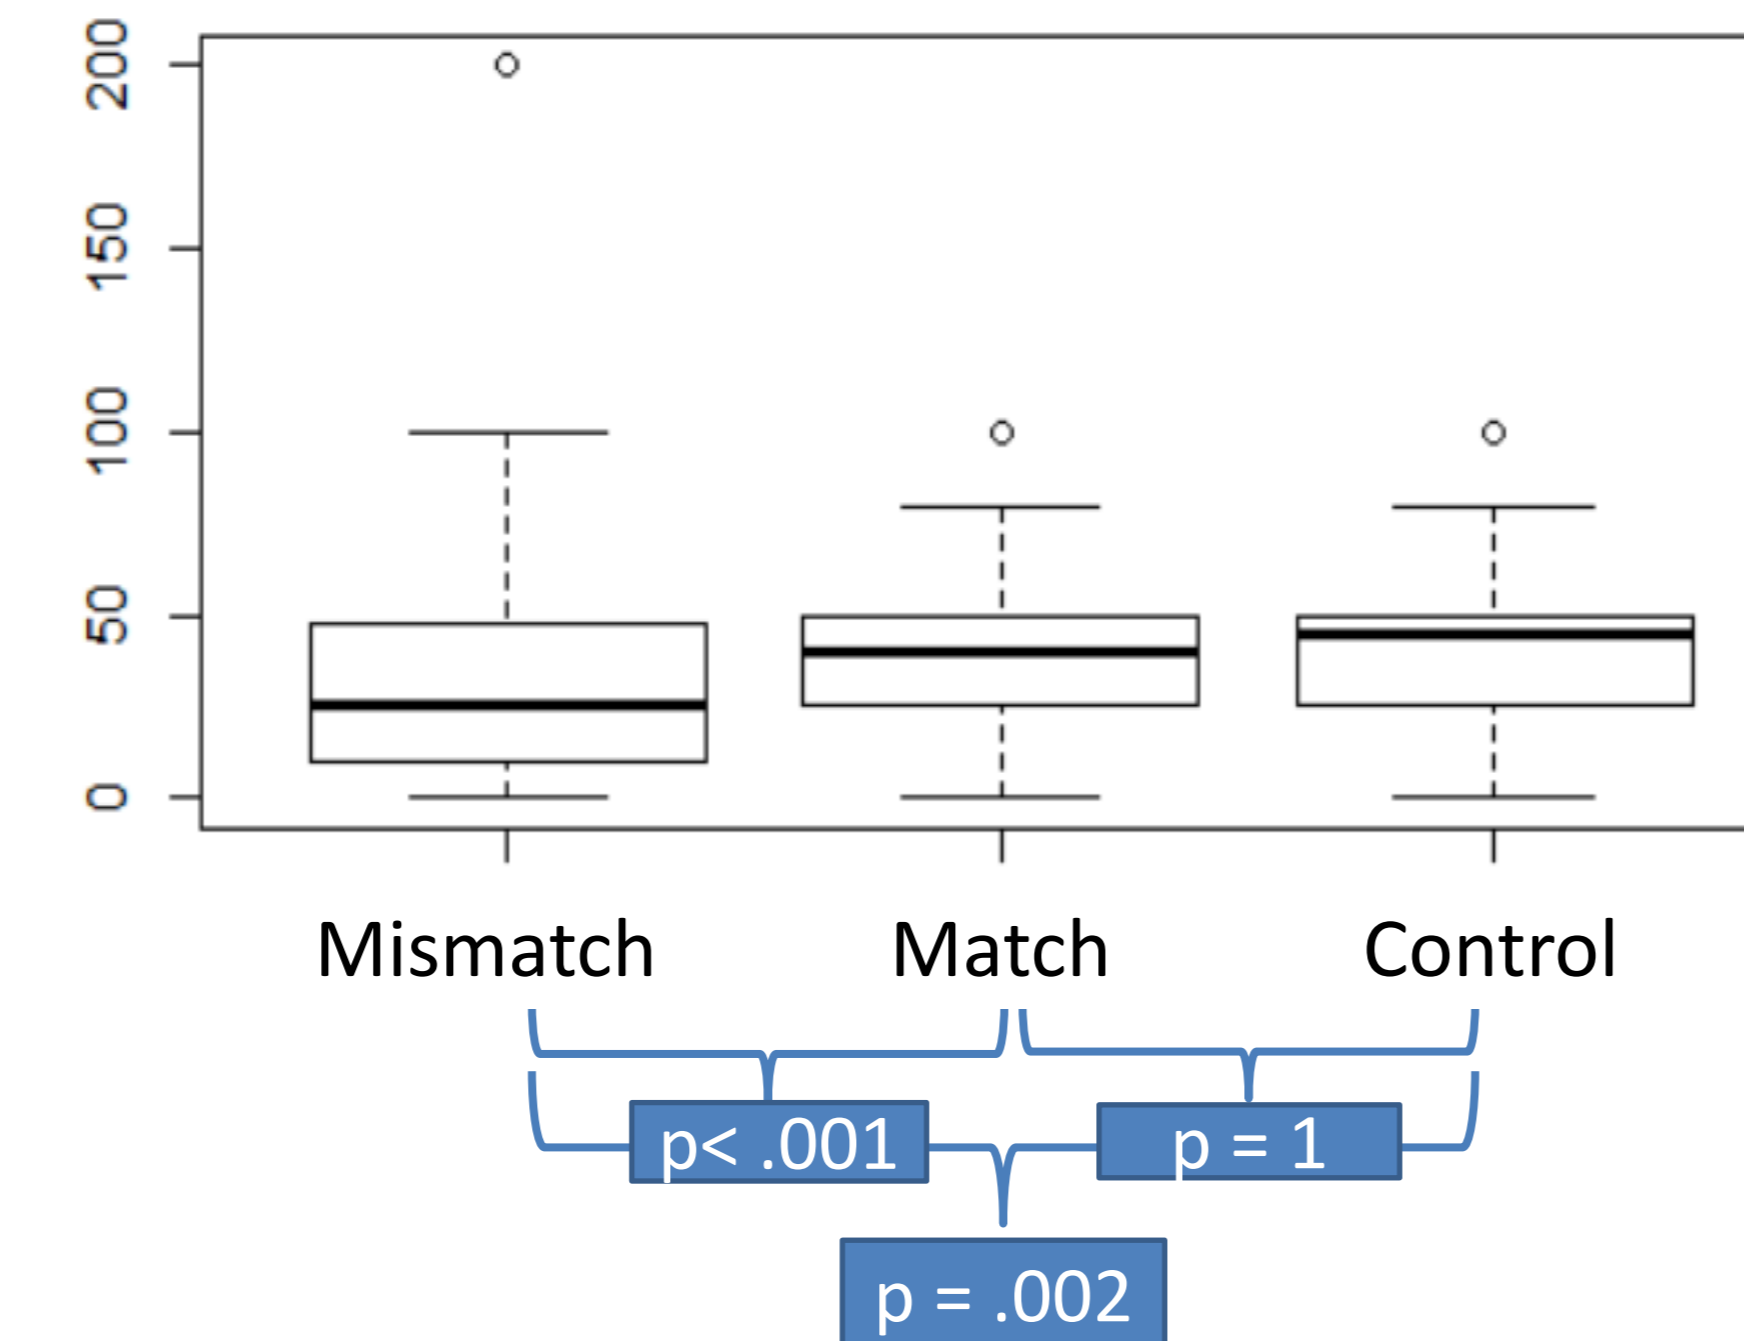 200
150
100
50
0
Mismatch Match Control
p< .001 p = 1
p = .002